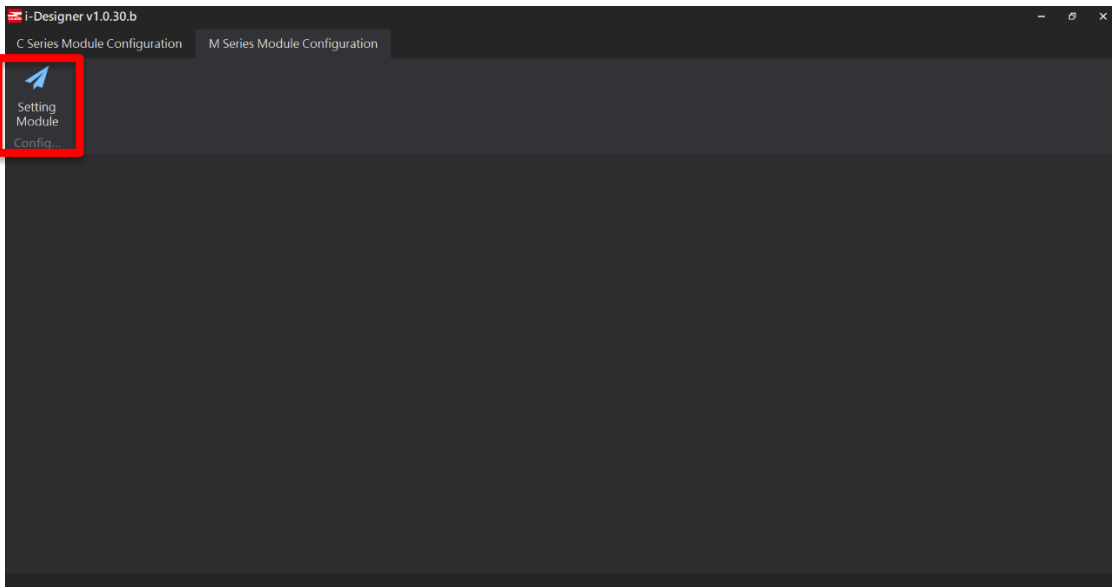 i-Designer v1.0.30.b
C Series Module Configuration M Series Module Configuration
Setting
Module
Config...